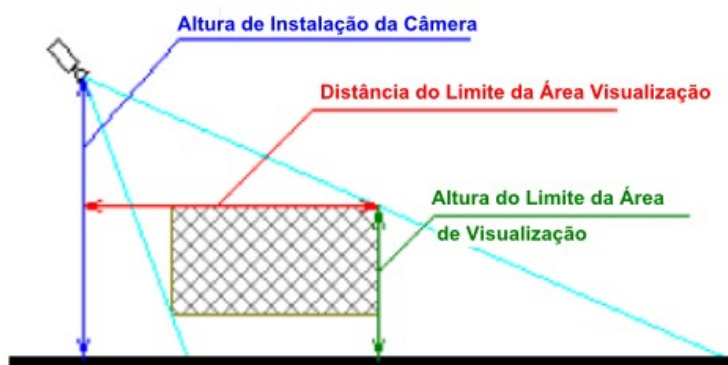 Altura de Instalação da Câmera
Distância do Limite da Área Visualização
Altura do Limite da Área
de Visualização